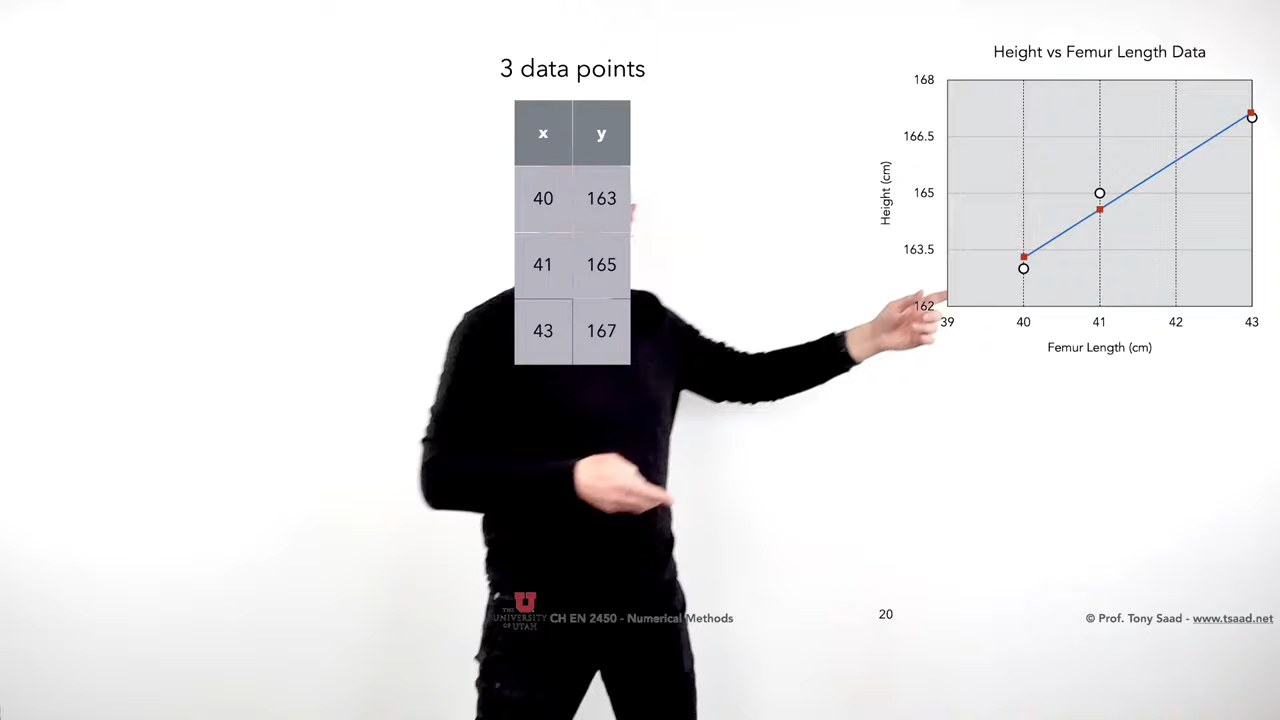 3 data points
x y
40 163
41 165
43 167
Height vs Femur Length Data
168
166.5
165
163.5
162
Height (cm)
39 40 41 42 43
Femur Length (cm)
THE
UNIVERSITY
OF UTAH
CH EN 2450 - Numerical Methods
20
© Prof. Tony Saad - www.tsaad.net